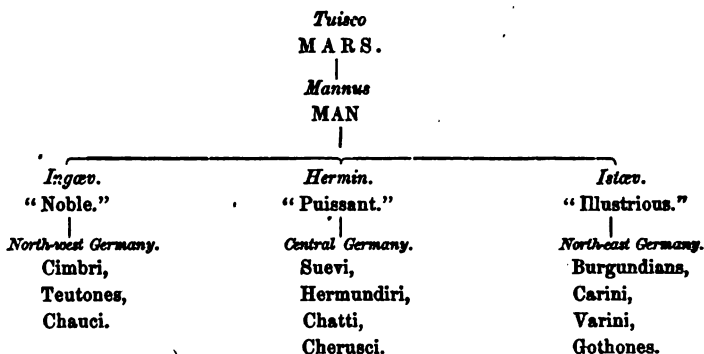 Tuisco
MARS.
Mannus
MAN
Ingæv. Hermin. Istæv.
"Noble." "Puissant." "Illustrious."
North-west Germany. Central Germany. North-east Germany.
Cimbri, Suevi, Burgundians,
Teutones, Hermundiri, Carini,
Chauci. Chatti, Varini,
Cherusci. Gothones.